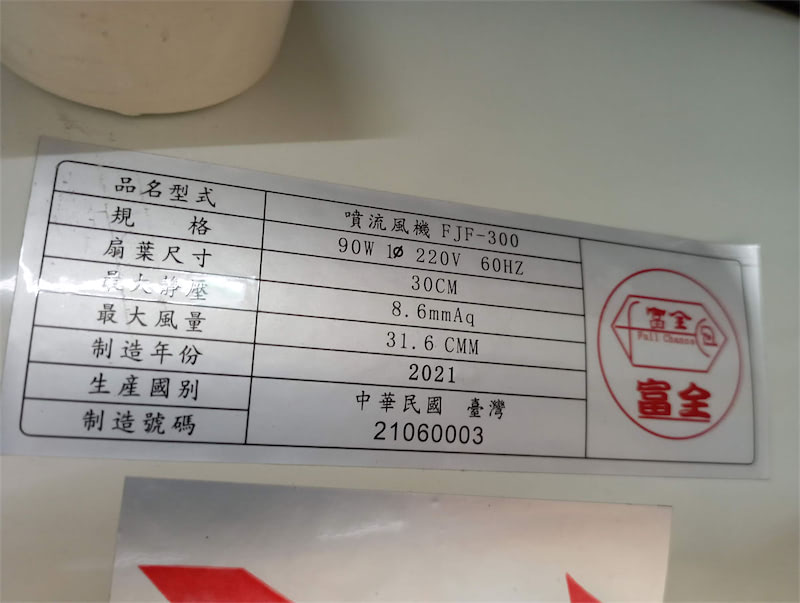 品名型式 噴流風機 FJF-300
規 格 90W 1ø 220V 60HZ
扇葉尺寸 30CM
最大静壓 8.6mmAq
最大風量 31.6 CMM
制造年份 2021
生産國别 中華民國 臺灣
制造號碼 21060003
富全
Full Chance
富全